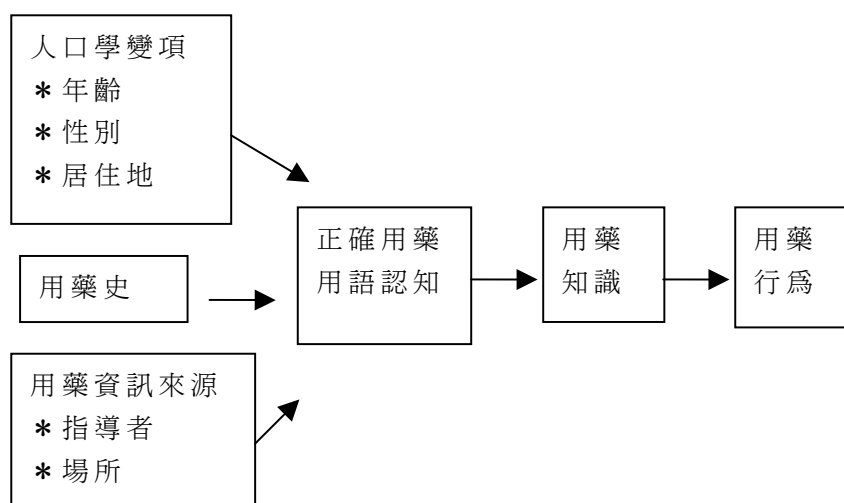 人口學變項
＊年齡
＊性別
＊居住地
用藥史
用藥資訊來源
＊指導者
＊場所
正確用藥
用語認知
用藥
知識
用藥
行爲